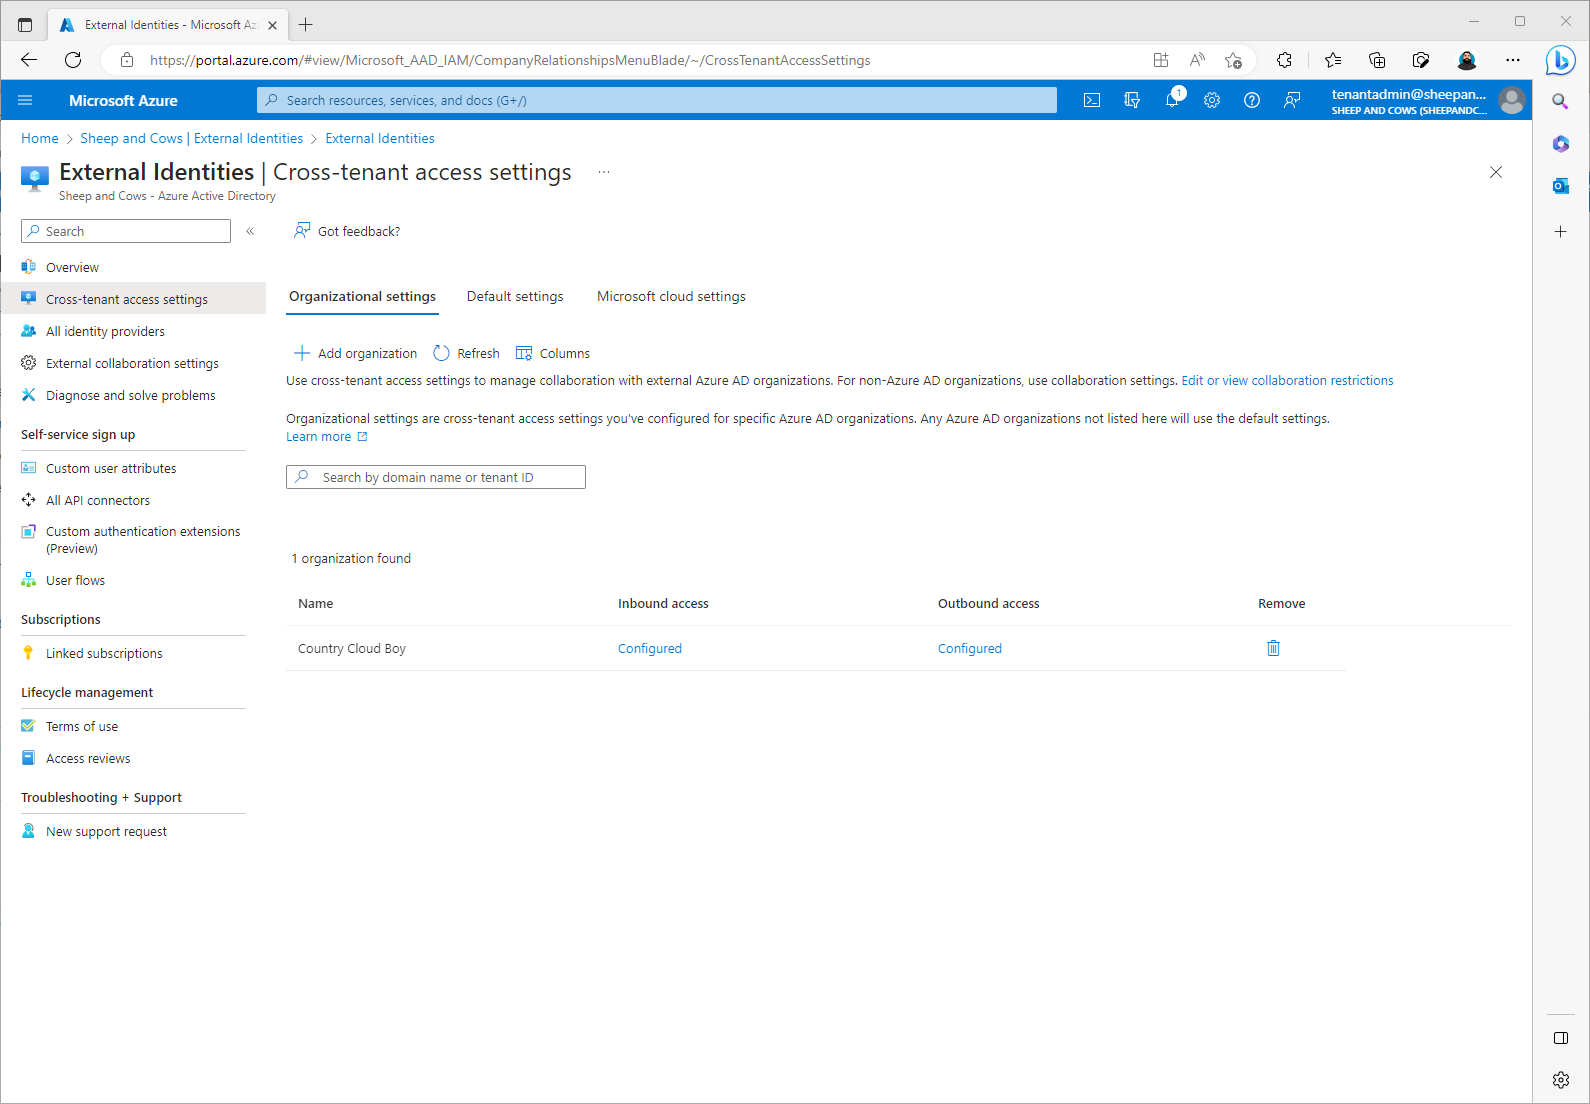 External Identities - Microsoft Az
https://portal.azure.com/#view/Microsoft_AAD_IAM/CompanyRelationshipsMenuBlade/~/CrossTenantAccessSettings
Microsoft Azure
Search resources, services, and docs (G+/)
1
tenantadmin@sheepan...
SHEEP AND COWS (SHEEPANDC...
Home > Sheep and Cows | External Identities > External Identities
External Identities | Cross-tenant access settings ...
Sheep and Cows - Azure Active Directory
Search
«
Got feedback?
Overview
Cross-tenant access settings
All identity providers
External collaboration settings
Diagnose and solve problems
Self-service sign up
Custom user attributes
All API connectors
Custom authentication extensions
(Preview)
User flows
Subscriptions
Linked subscriptions
Lifecycle management
Terms of use
Access reviews
Troubleshooting + Support
New support request
Organizational settings Default settings Microsoft cloud settings
Add organization Refresh Columns
Use cross-tenant access settings to manage collaboration with external Azure AD organizations. For non-Azure AD organizations, use collaboration settings. Edit or view collaboration restrictions
Organizational settings are cross-tenant access settings you've configured for specific Azure AD organizations. Any Azure AD organizations not listed here will use the default settings.
Learn more
Search by domain name or tenant ID
1 organization found
Name Inbound access Outbound access Remove
Country Cloud Boy Configured Configured